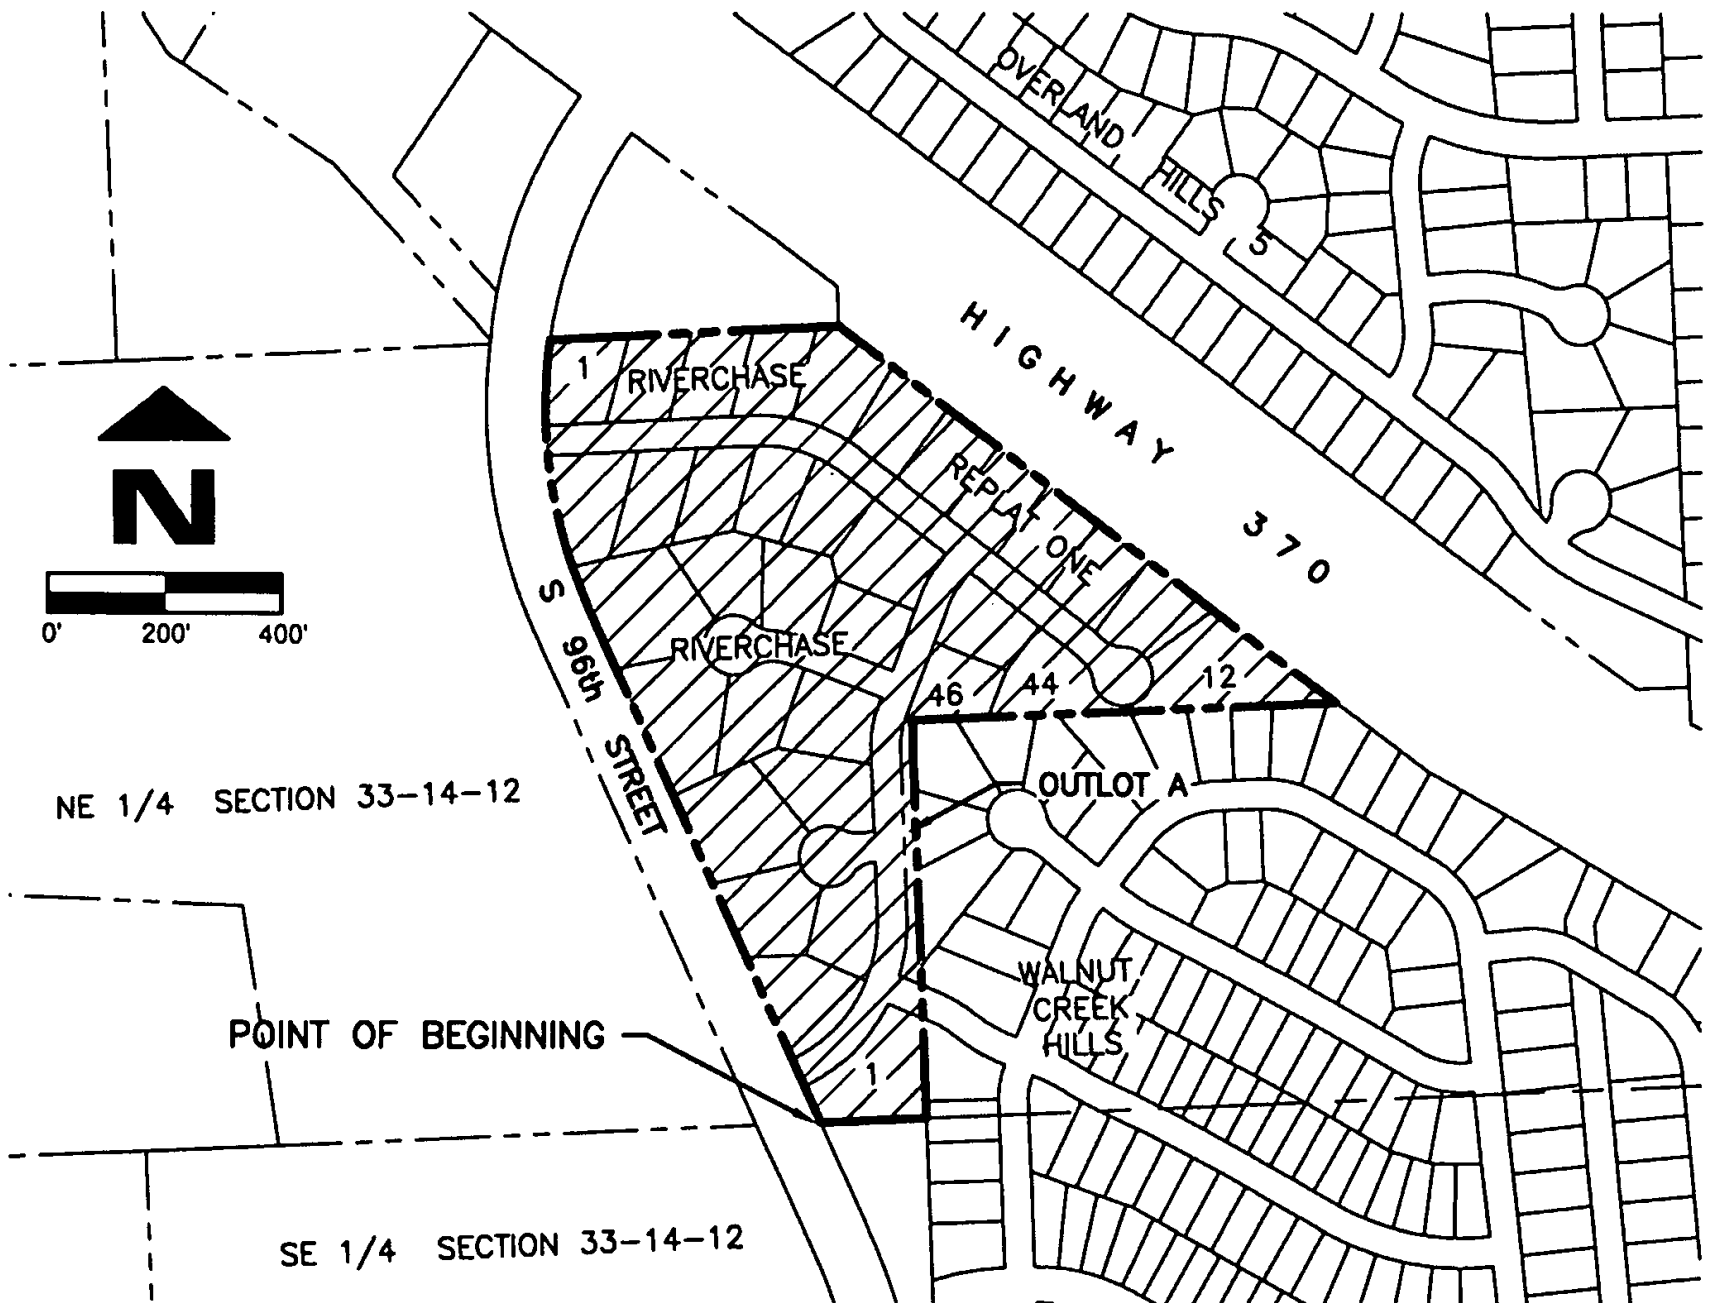 OVERLAND
HILLS
5
HIGHWAY 370
1
RIVERCHASE
REPLAT ONE
N
0' 200' 400'
S 96th STREET
RIVERCHASE
46
44
12
OUTLOT A
NE 1/4 SECTION 33-14-12
WALNUT
CREEK
HILLS
POINT OF BEGINNING
1
SE 1/4 SECTION 33-14-12